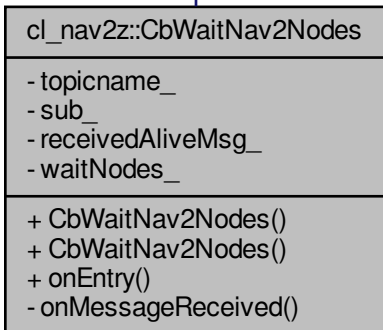 cl_nav2z::CbWaitNav2Nodes
- topicname_
- sub_
- receivedAliveMsg_
- waitNodes_
+ CbWaitNav2Nodes()
+ CbWaitNav2Nodes()
+ onEntry()
- onMessageReceived()